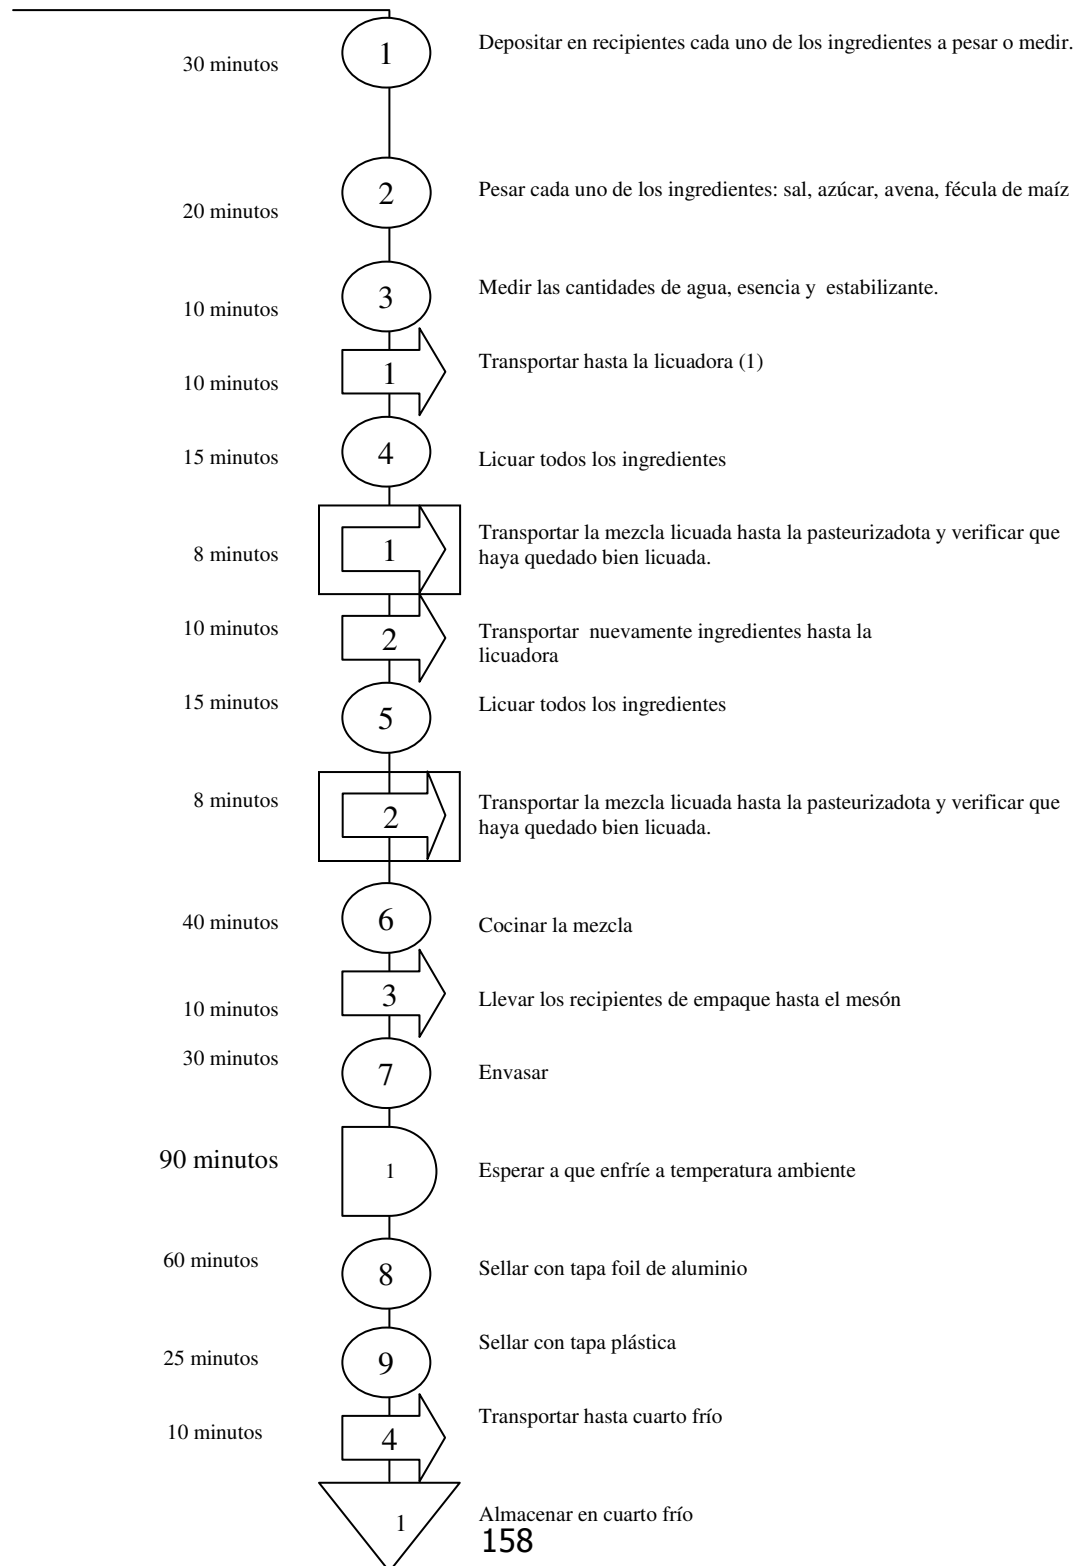 1
Depositar en recipientes cada uno de los ingredientes a pesar o medir.
30 minutos
2
Pesar cada uno de los ingredientes: sal, azúcar, avena, fécula de maíz
20 minutos
3
Medir las cantidades de agua, esencia y estabilizante.
10 minutos
1
Transportar hasta la licuadora (1)
10 minutos
4
15 minutos
Licuar todos los ingredientes
8 minutos
1
Transportar la mezcla licuada hasta la pasteurizadota y verificar que
haya quedado bien licuada.
10 minutos
2
Transportar nuevamente ingredientes hasta la
licuadora
15 minutos
5
Licuar todos los ingredientes
8 minutos
2
Transportar la mezcla licuada hasta la pasteurizadota y verificar que
haya quedado bien licuada.
40 minutos
6
Cocinar la mezcla
10 minutos
3
Llevar los recipientes de empaque hasta el mesón
30 minutos
7
Envasar
90 minutos
1
Esperar a que enfríe a temperatura ambiente
60 minutos
8
Sellar con tapa foil de aluminio
25 minutos
9
Sellar con tapa plástica
10 minutos
4
Transportar hasta cuarto frío
1
Almacenar en cuarto frío
158